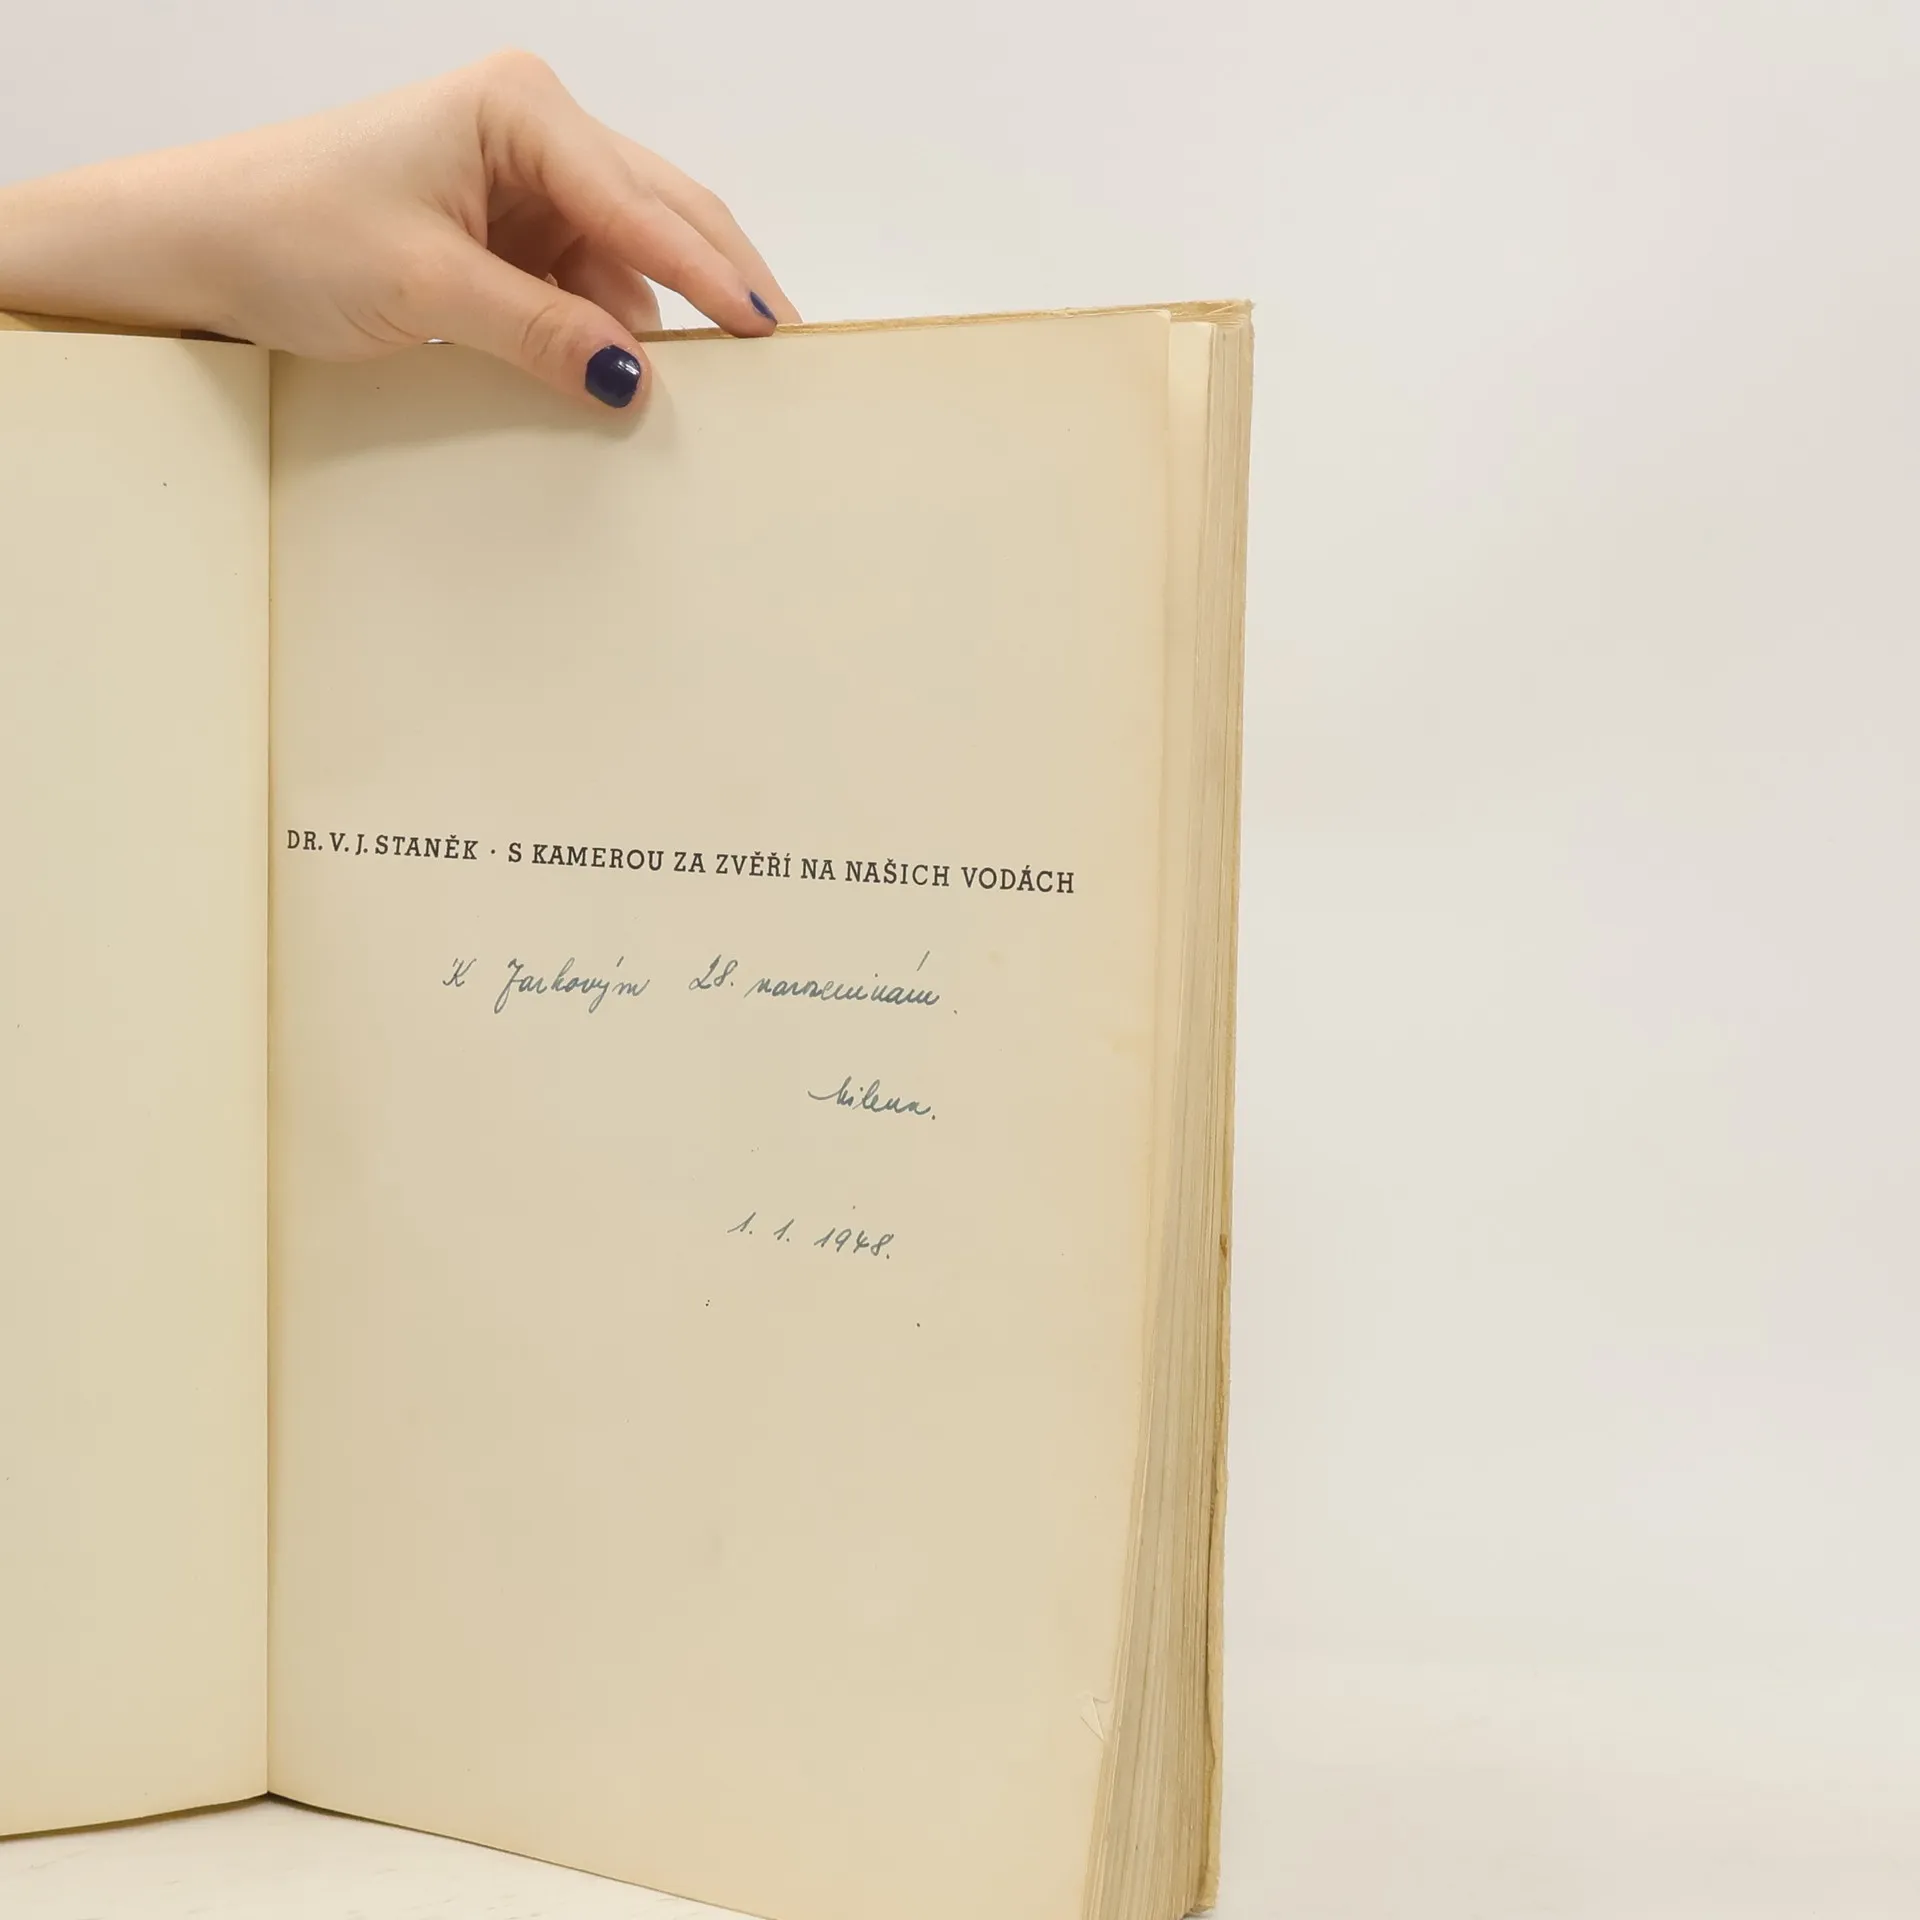 DR. V. J. STANĚK · S KAMEROU ZA ZVĚŘÍ NA NAŠICH VODÁCH
K Jarkovým 28. narozeninám.
Milena.
1. 1. 1948.